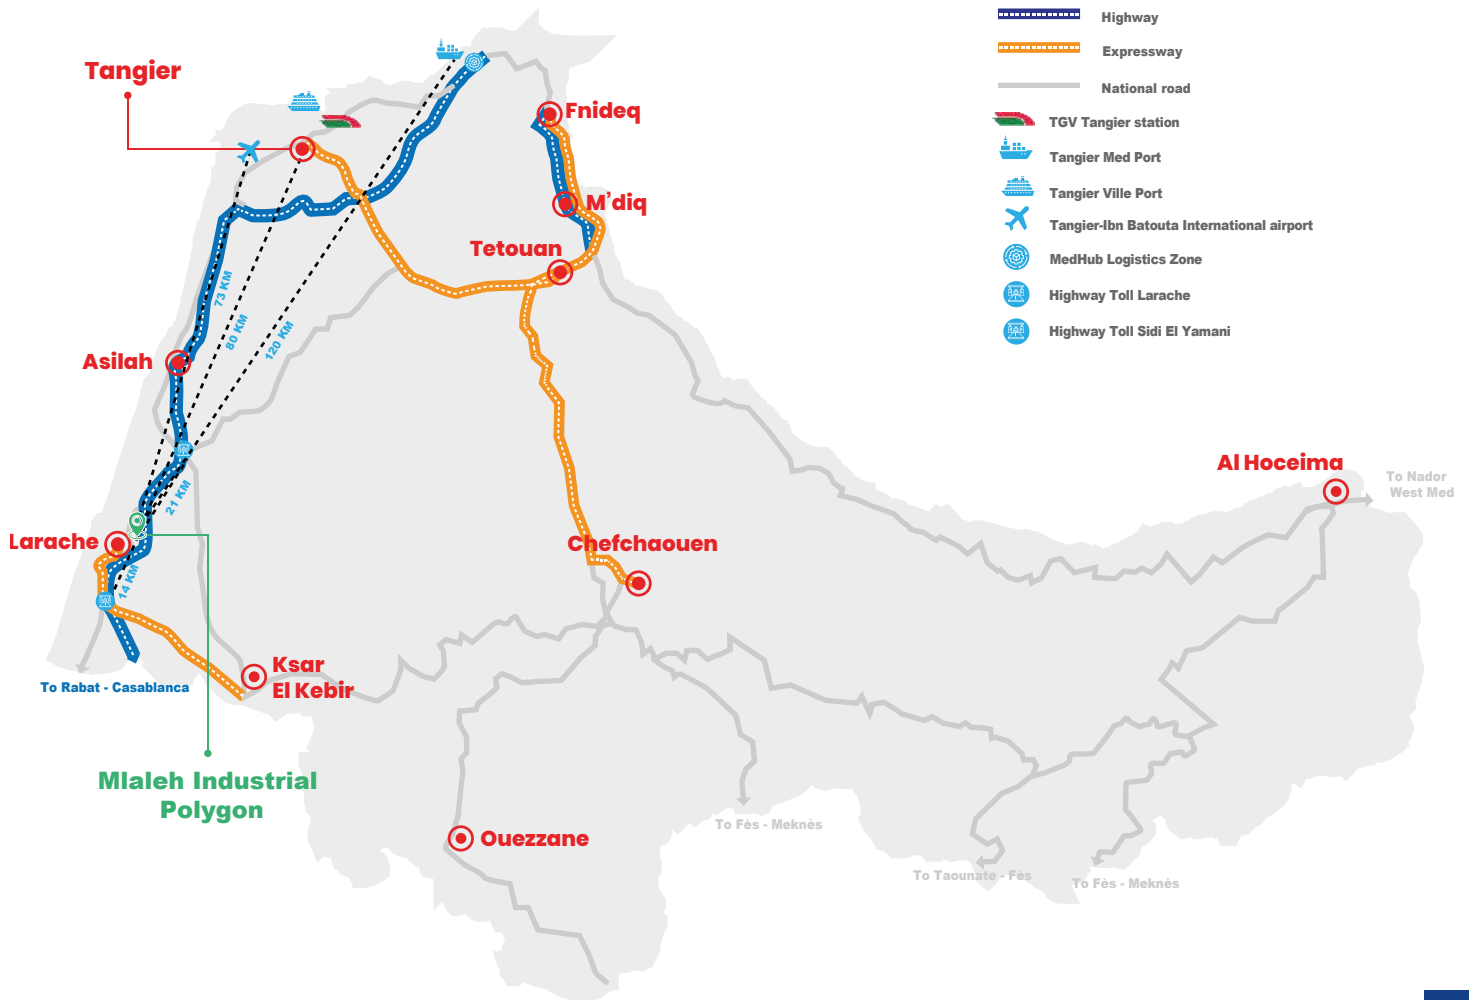 Highway
Expressway
National road
TGV Tangier station
Tangier Med Port
Tangier Ville Port
Tangier-Ibn Batouta International airport
MedHub Logistics Zone
Highway Toll Larache
Highway Toll Sidi El Yamani
Tangier
Fnideq
M'diq
Tetouan
73 KM
80 KM
120 KM
Asilah
21 KM
Larache
14 KM
Chefchaouen
Al Hoceima
To Nador
West Med
Ksar
El Kebir
To Rabat - Casablanca
Mlaleh Industrial
Polygon
Ouezzane
To Fès - Meknès
To Taounate - Fès
To Fès - Meknès